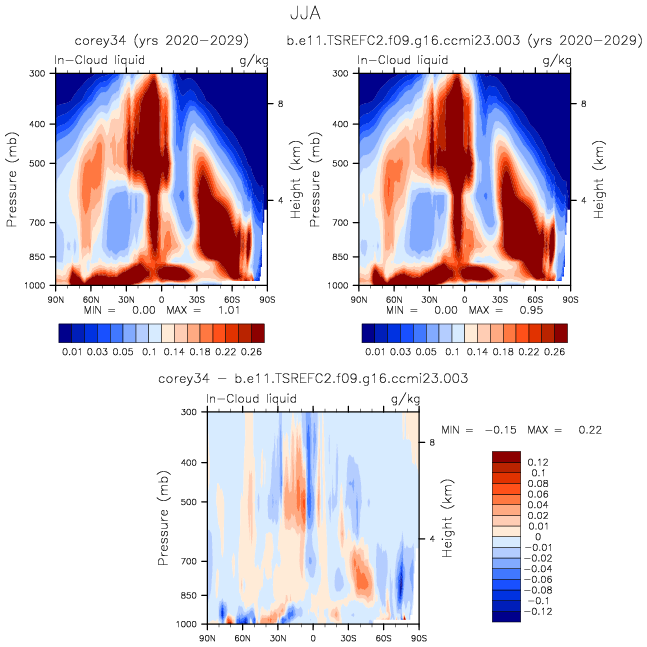 JJA
corey34 (yrs 2020-2029)
b.e11.TSREFC2.f09.g16.ccmi23.003 (yrs 2020-2029)
In-Cloud liquid g/kg
In-Cloud liquid g/kg
Pressure (mb)
300
400
500
700
850
1000
8
4
Height (km)
90N 60N 30N 0 30S 60S 90S
MIN = 0.00 MAX = 1.01
0.01 0.03 0.05 0.1 0.14 0.18 0.22 0.26
Pressure (mb)
300
400
500
700
850
1000
8
4
Height (km)
90N 60N 30N 0 30S 60S 90S
MIN = 0.00 MAX = 0.95
0.01 0.03 0.05 0.1 0.14 0.18 0.22 0.26
corey34 - b.e11.TSREFC2.f09.g16.ccmi23.003
In-Cloud liquid g/kg
Pressure (mb)
300
400
500
700
850
1000
8
4
Height (km)
90N 60N 30N 0 30S 60S 90S
MIN = -0.15 MAX = 0.22
0.12
0.1
0.08
0.06
0.04
0.02
0.01
0
-0.01
-0.02
-0.04
-0.06
-0.08
-0.1
-0.12